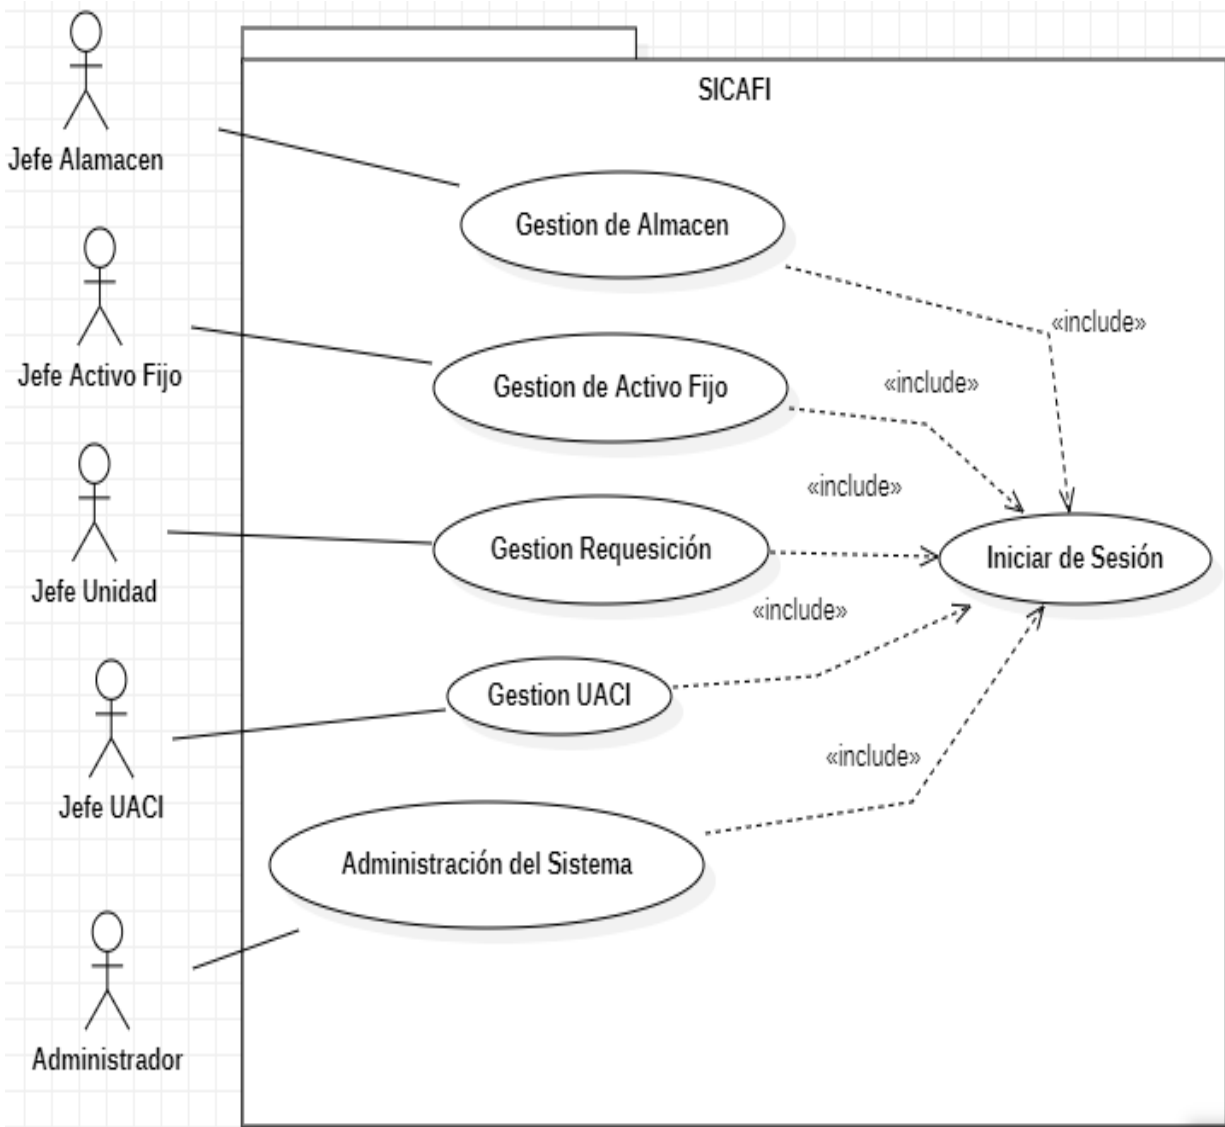 SICAFI
Jefe Alamacen
Gestion de Almacen
«include»
Jefe Activo Fijo
Gestion de Activo Fijo
«include»
«include»
Jefe Unidad
Gestion Requesición
Iniciar de Sesión
«include»
Jefe UACI
Gestion UACI
«include»
Administración del Sistema
Administrador